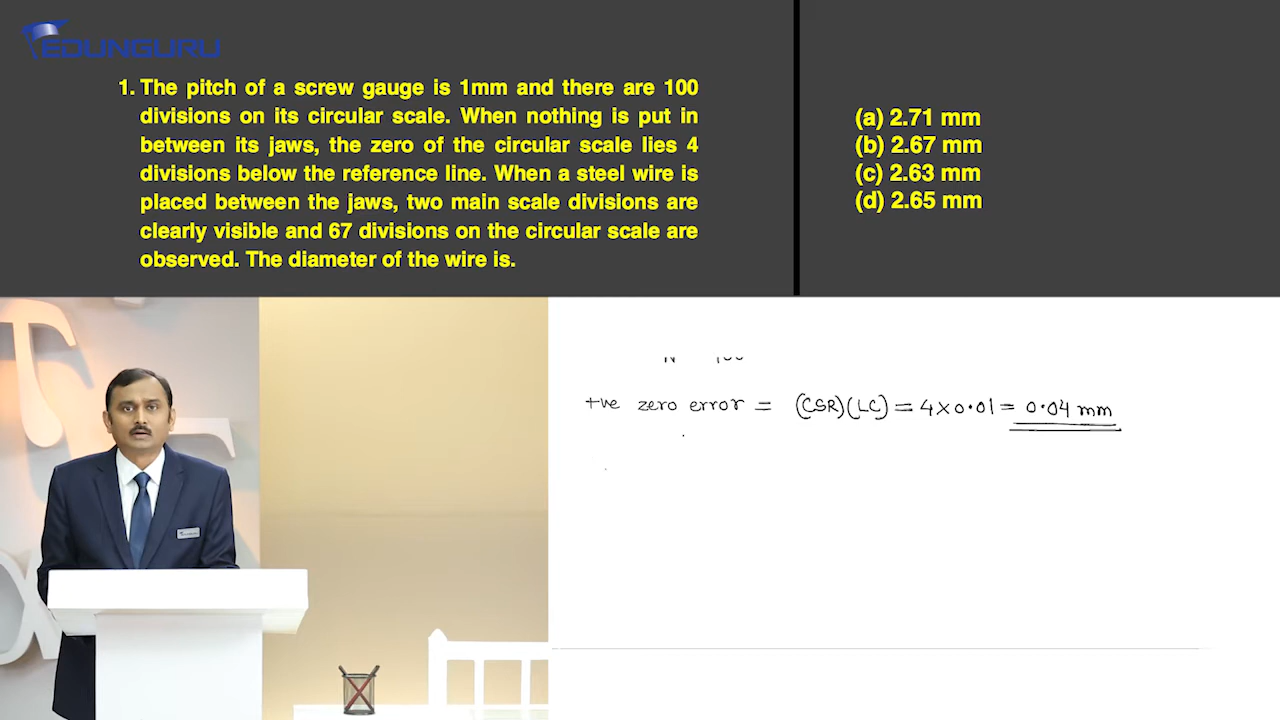 EDUNGURU
1. The pitch of a screw gauge is 1mm and there are 100
divisions on its circular scale. When nothing is put in
between its jaws, the zero of the circular scale lies 4
divisions below the reference line. When a steel wire is
placed between the jaws, two main scale divisions are
clearly visible and 67 divisions on the circular scale are
observed. The diameter of the wire is.
(a) 2.71 mm
(b) 2.67 mm
(c) 2.63 mm
(d) 2.65 mm
+ve zero error = (CSR)(LC) = 4×0.01 = 0.04 mm